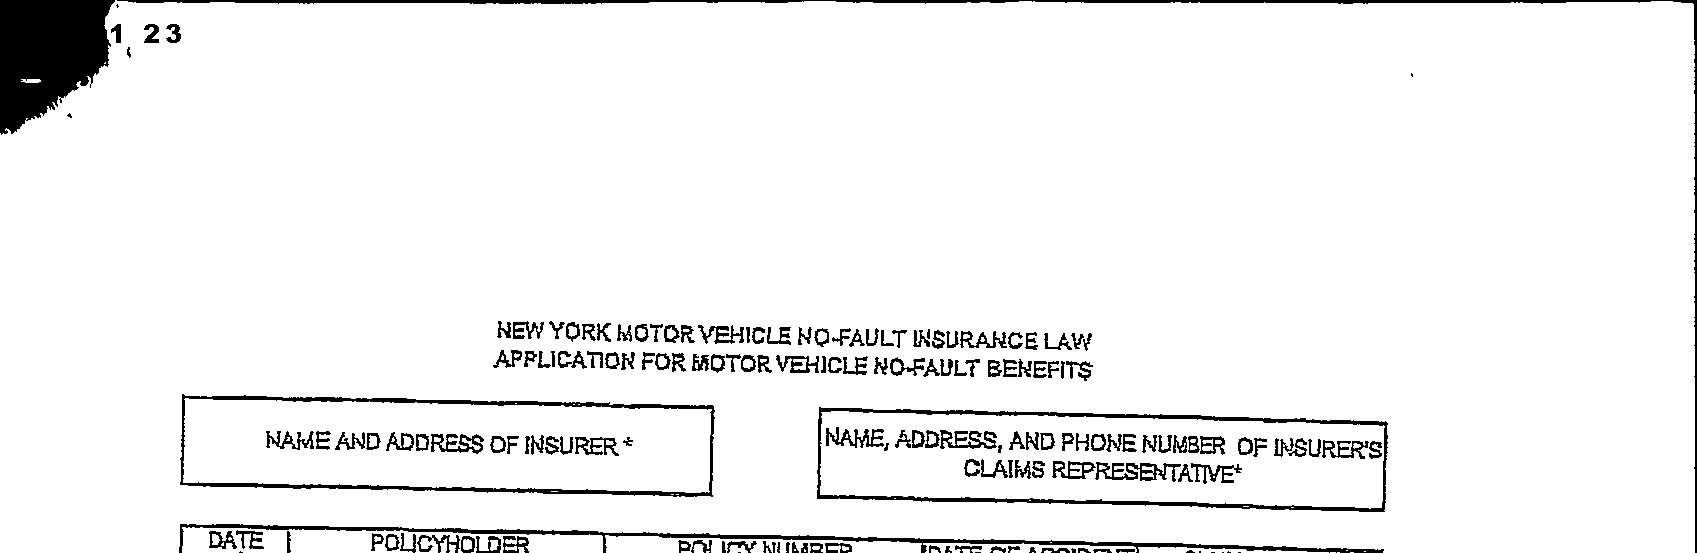 1 23
NEW YORK MOTOR VEHICLE NO-FAULT INSURANCE LAW
APPLICATION FOR MOTOR VEHICLE NO-FAULT BENEFITS
NAME AND ADDRESS OF INSURER *
NAME, ADDRESS, AND PHONE NUMBER OF INSURER'S
CLAIMS REPRESENTATIVE*
DATE POLICYHOLDER POLICY NUMBER DATE OF ACCIDENT